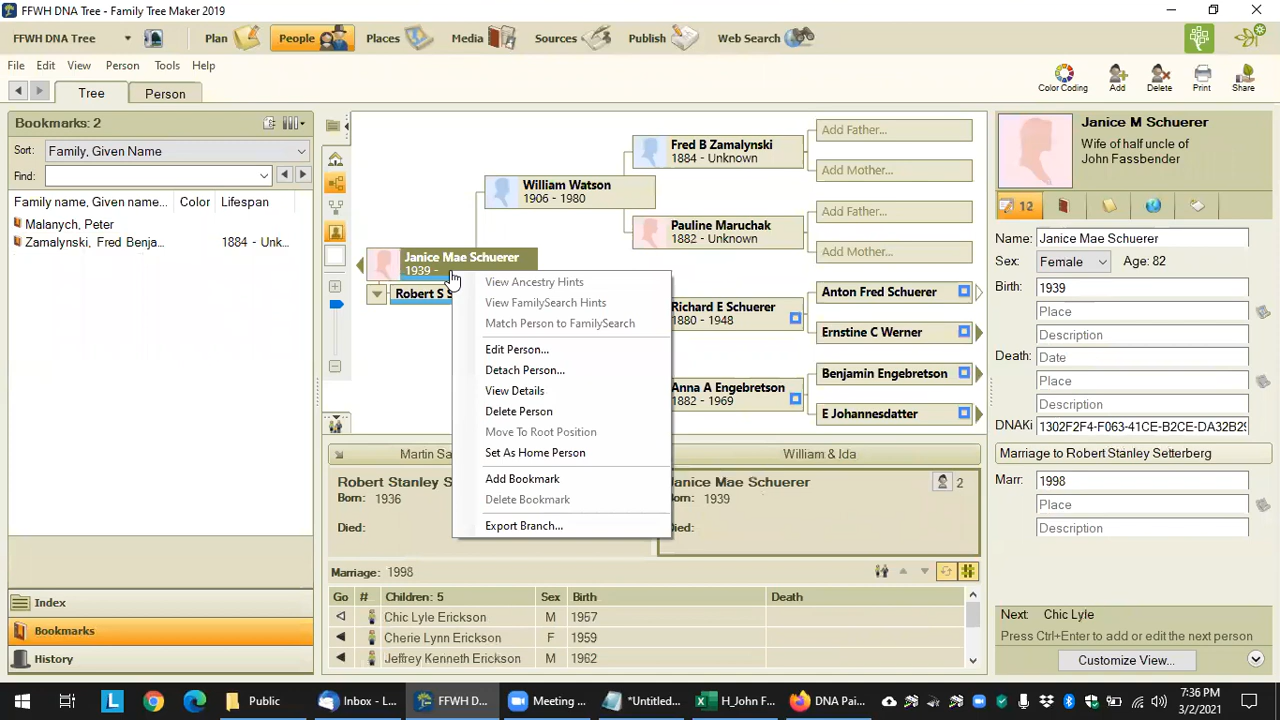 FFWH DNA Tree - Family Tree Maker 2019
FFWH DNA Tree
Plan
People
Places
Media
Sources
Publish
Web Search
File Edit View Person Tools Help
Color Coding Add Delete Print Share
Tree Person
Bookmarks: 2
Sort: Family, Given Name
Find:
Family name, Given name... Color Lifespan
Malanych, Peter
Zamalynski, Fred Benja... 1884 - Unk...
Index
Bookmarks
History
Fred B Zamalynski
1884 - Unknown
William Watson
1906 - 1980
Pauline Maruchak
1882 - Unknown
Janice Mae Schuerer
1939 -
Robert S S
Richard E Schuerer
1880 - 1948
Anna A Engebretson
1882 - 1969
Add Father...
Add Mother...
Add Father...
Add Mother...
Anton Fred Schuerer
Ernstine C Werner
Benjamin Engebretson
E Johannesdatter
View Ancestry Hints
View FamilySearch Hints
Match Person to FamilySearch
Edit Person...
Detach Person...
View Details
Delete Person
Move To Root Position
Set As Home Person
Add Bookmark
Delete Bookmark
Export Branch...
Martin Sa
William & Ida
Robert Stanley S
Born: 1936
Died:
Janice Mae Schuerer
2
Born: 1939
Died:
Marriage: 1998
Go # Children: 5 Sex Birth Death
Chic Lyle Erickson M 1957
Cherie Lynn Erickson F 1959
Jeffrey Kenneth Erickson M 1962
Janice M Schuerer
Wife of half uncle of
John Fassbender
12
Name: Janice Mae Schuerer
Sex: Female Age: 82
Birth: 1939
Place
Description
Death: Date
Place
Description
DNAKi 1302F2F4-F063-41CE-B2CE-DA32B29
Marriage to Robert Stanley Setterberg
Marr: 1998
Place
Description
Next: Chic Lyle
Press Ctrl+Enter to add or edit the next person
Customize View...
L
Public
Inbox - L...
FFWH D...
Meeting ...
*Untitled...
H_John F...
DNA Pai...
7:36 PM
3/2/2021